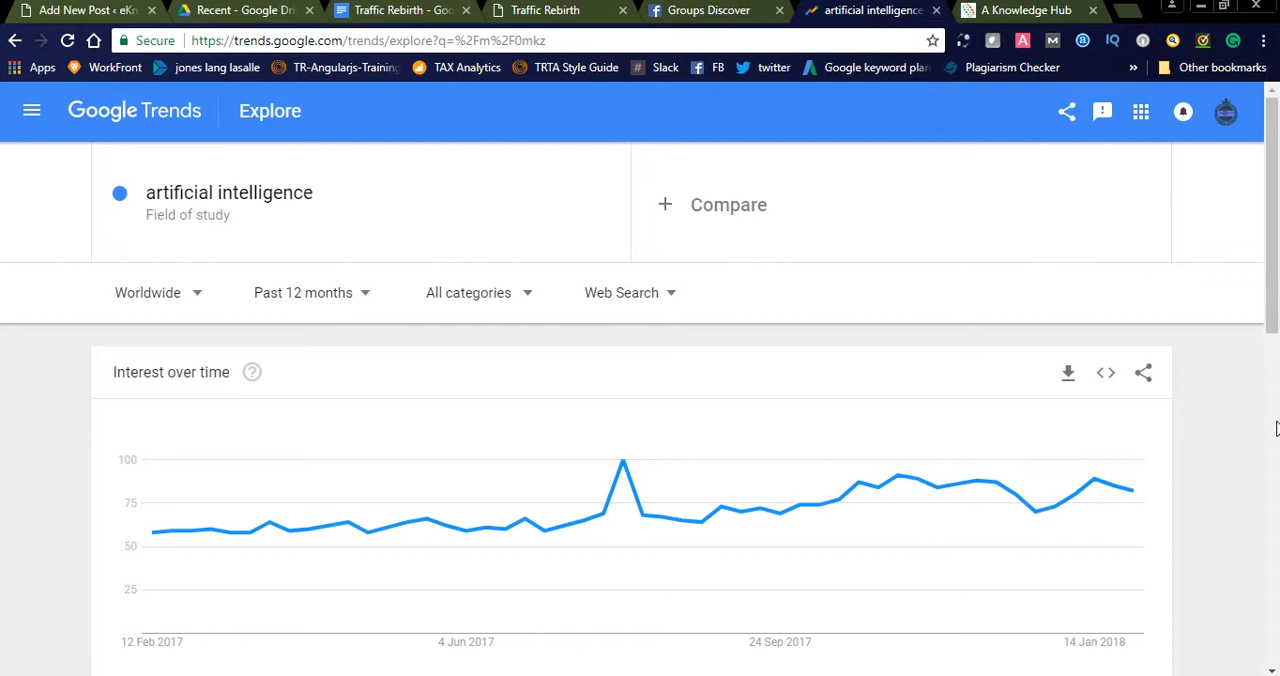 Add New Post ‹ eKn
Recent - Google Dri
Traffic Rebirth - Goo
Traffic Rebirth
Groups Discover
artificial intelligence
A Knowledge Hub
Secure
https://trends.google.com/trends/explore?q=%2Fm%2F0mkz
Apps
WorkFront
jones lang lasalle
TR-Angularjs-Training
TAX Analytics
TRTA Style Guide
Slack
FB
twitter
Google keyword plan
Plagiarism Checker
»
Other bookmarks
Google Trends
Explore
artificial intelligence
Field of study
+ Compare
Worldwide
Past 12 months
All categories
Web Search
Interest over time
100
75
50
25
12 Feb 2017
4 Jun 2017
24 Sep 2017
14 Jan 2018